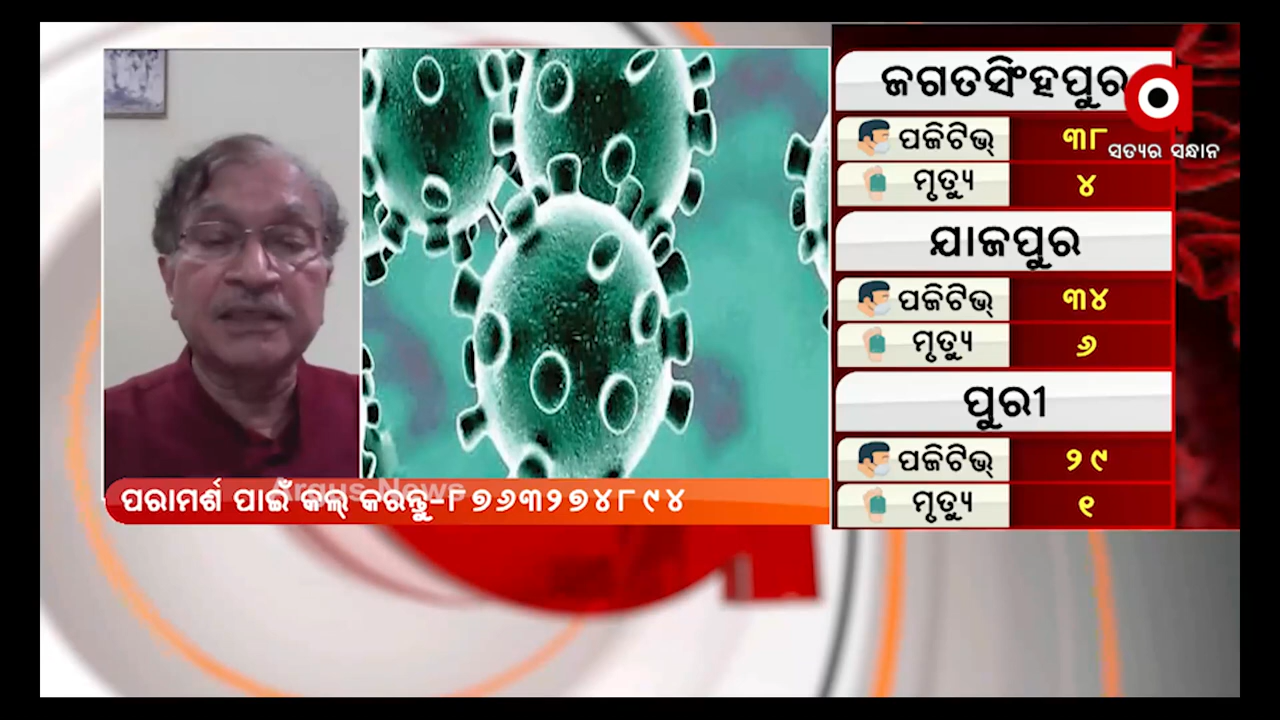 ଜଗତସିଂହପୁର
ପଜିଟିଭ୍ ୩୮
ସତ୍ୟର ସନ୍ଧାନ
ମୃତ୍ୟୁ ୪
ଯାଜପୁର
ପଜିଟିଭ୍ ୩୪
ମୃତ୍ୟୁ ୬
ପୁରୀ
ପଜିଟିଭ୍ ୨୯
ମୃତ୍ୟୁ ୧
Argus News
ପରାମର୍ଶ ପାଇଁ କଲ୍ କରନ୍ତୁ-୮୭୬୩୨୭୪୮୯୪